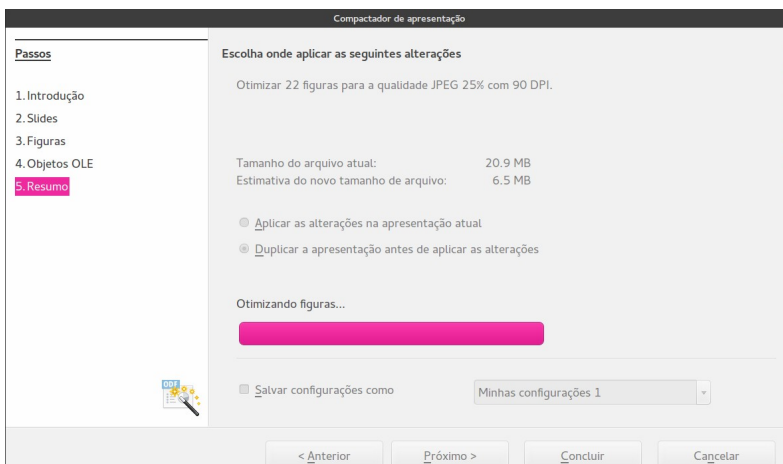 Compactador de apresentação
Passos
1. Introdução
2. Slides
3. Figuras
4. Objetos OLE
5. Resumo
Escolha onde aplicar as seguintes alterações
Otimizar 22 figuras para a qualidade JPEG 25% com 90 DPI.
Tamanho do arquivo atual: 20.9 MB
Estimativa do novo tamanho de arquivo: 6.5 MB
Aplicar as alterações na apresentação atual
Duplicar a apresentação antes de aplicar as alterações
Otimizando figuras...
ODF
Salvar configurações como Minhas configurações 1
< Anterior Próximo > Concluir Cancelar